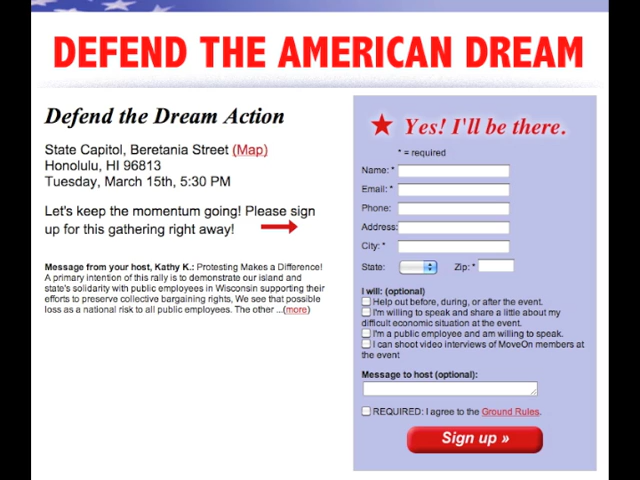 DEFEND THE AMERICAN DREAM
Defend the Dream Action
State Capitol, Beretania Street (Map)
Honolulu, HI 96813
Tuesday, March 15th, 5:30 PM
Let's keep the momentum going! Please sign
up for this gathering right away!
Message from your host, Kathy K.: Protesting Makes a Difference!
A primary intention of this rally is to demonstrate our island and
state's solidarity with public employees in Wisconsin supporting their
efforts to preserve collective bargaining rights, We see that possible
loss as a national risk to all public employees. The other ...(more)
Yes! I'll be there.
* = required
Name: *
Email: *
Phone:
Address:
City: *
State: Zip: *
I will: (optional)
Help out before, during, or after the event.
I'm willing to speak and share a little about my
difficult economic situation at the event.
I'm a public employee and am willing to speak.
I can shoot video interviews of MoveOn members at
the event
Message to host (optional):
REQUIRED: I agree to the Ground Rules.
Sign up »